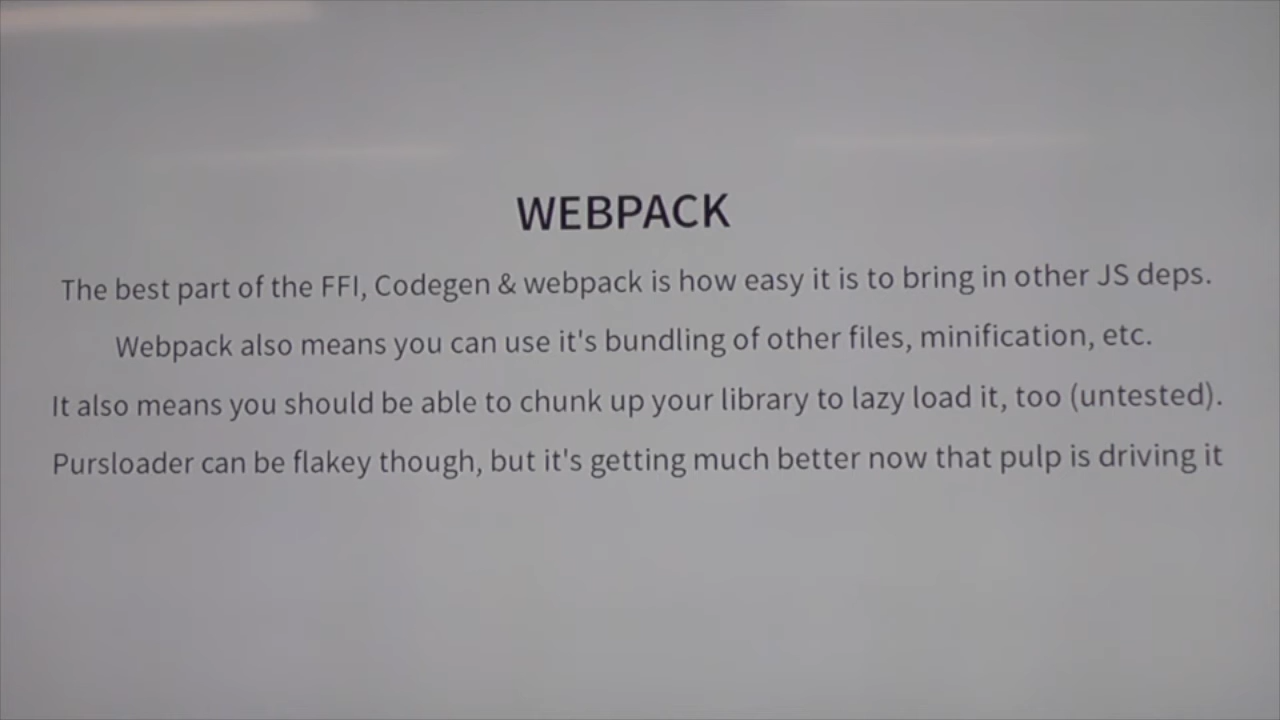 WEBPACK
The best part of the FFI, Codegen & webpack is how easy it is to bring in other JS deps.
Webpack also means you can use it's bundling of other files, minification, etc.
It also means you should be able to chunk up your library to lazy load it, too (untested).
Pursloader can be flakey though, but it's getting much better now that pulp is driving it